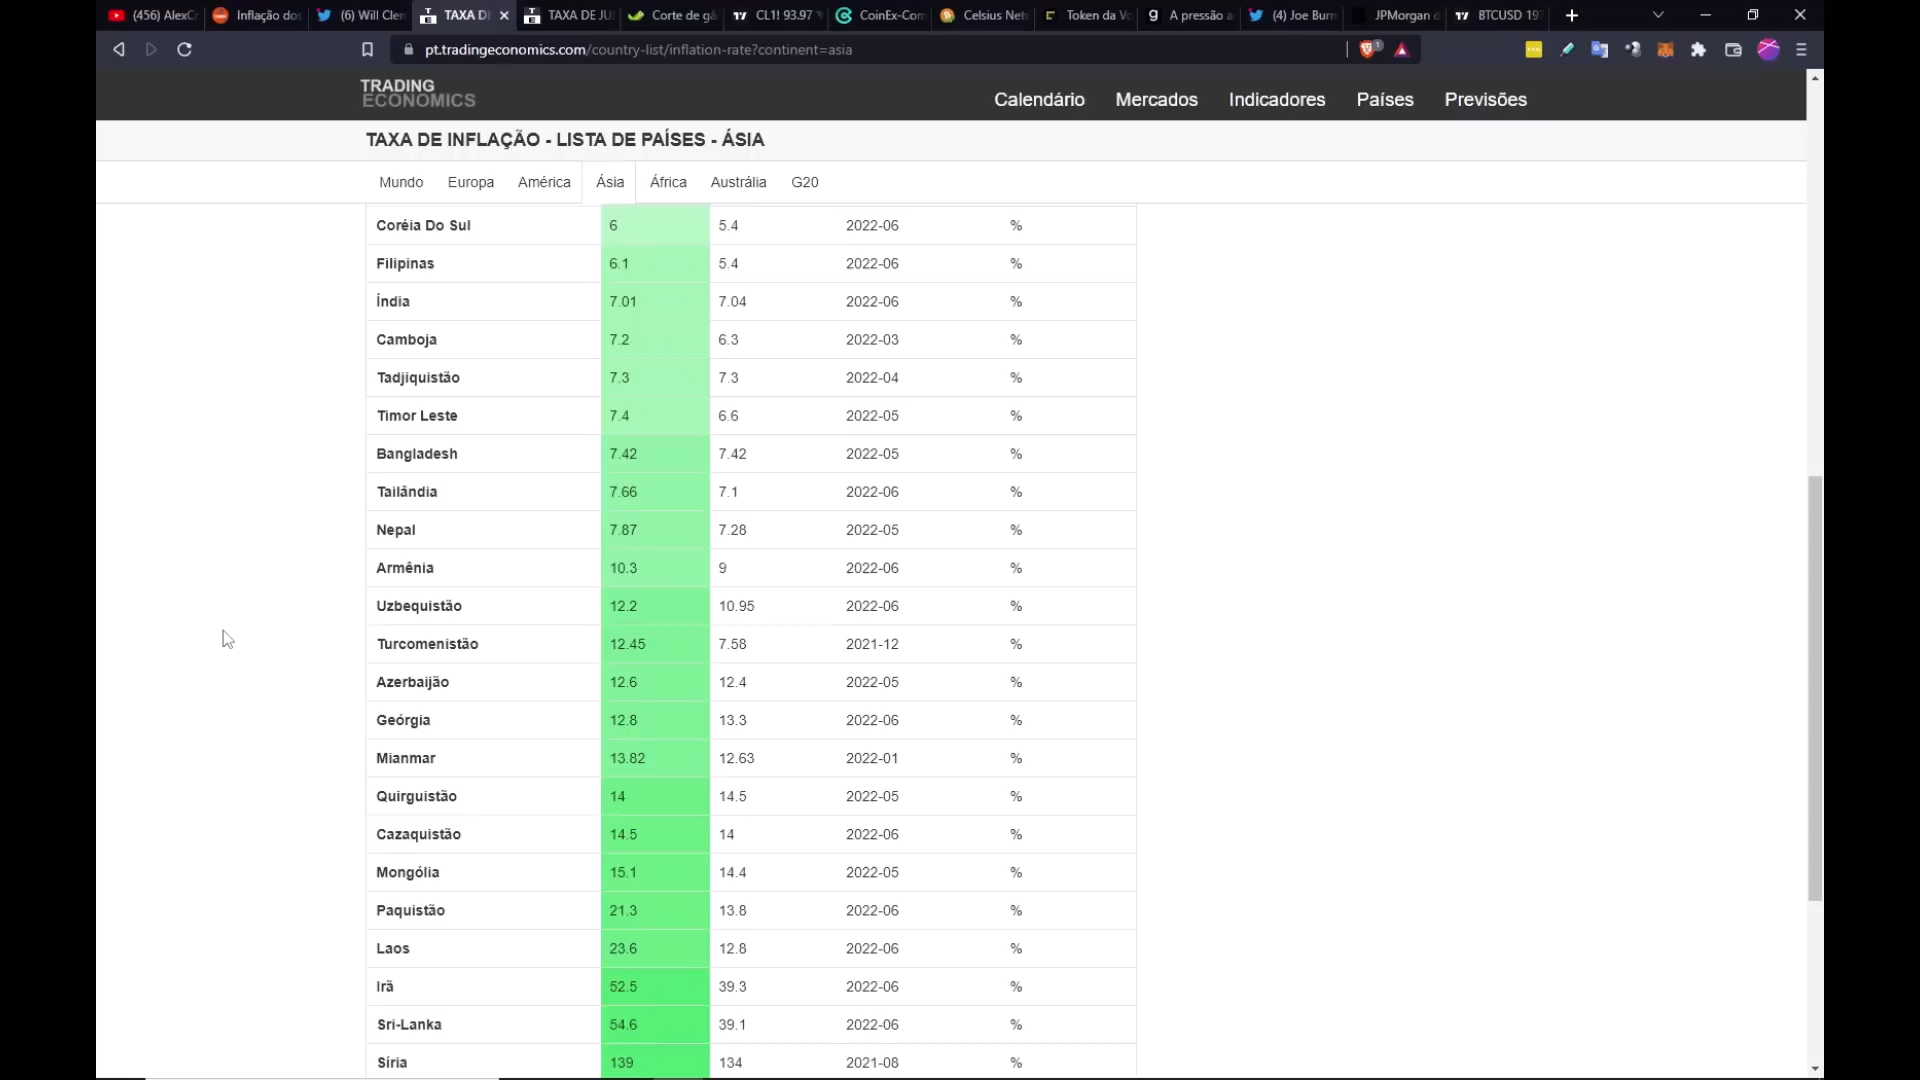 (456) AlexC
Inflação dos
(6) Will Cler
TAXA DE
TAXA DE JU
Corte de gá
CL1! 93.97
CoinEx-Com
Celsius Net
Token da Vo
A pressão a
(4) Joe Burn
JPMorgan
BTCUSD 19
pt.tradingeconomics.com/country-list/inflation-rate?continent=asia
1
TRADING
ECONOMICS
Calendário Mercados Indicadores Países Previsões
TAXA DE INFLAÇÃO - LISTA DE PAÍSES - ÁSIA
Mundo Europa América Ásia África Austrália G20
Coréia Do Sul 6 5.4 2022-06 %
Filipinas 6.1 5.4 2022-06 %
Índia 7.01 7.04 2022-06 %
Camboja 7.2 6.3 2022-03 %
Tadjiquistão 7.3 7.3 2022-04 %
Timor Leste 7.4 6.6 2022-05 %
Bangladesh 7.42 7.42 2022-05 %
Tailândia 7.66 7.1 2022-06 %
Nepal 7.87 7.28 2022-05 %
Armênia 10.3 9 2022-06 %
Uzbequistão 12.2 10.95 2022-06 %
Turcomenistão 12.45 7.58 2021-12 %
Azerbaijão 12.6 12.4 2022-05 %
Geórgia 12.8 13.3 2022-06 %
Mianmar 13.82 12.63 2022-01 %
Quirguistão 14 14.5 2022-05 %
Cazaquistão 14.5 14 2022-06 %
Mongólia 15.1 14.4 2022-05 %
Paquistão 21.3 13.8 2022-06 %
Laos 23.6 12.8 2022-06 %
Irã 52.5 39.3 2022-06 %
Sri-Lanka 54.6 39.1 2022-06 %
Síria 139 134 2021-08 %